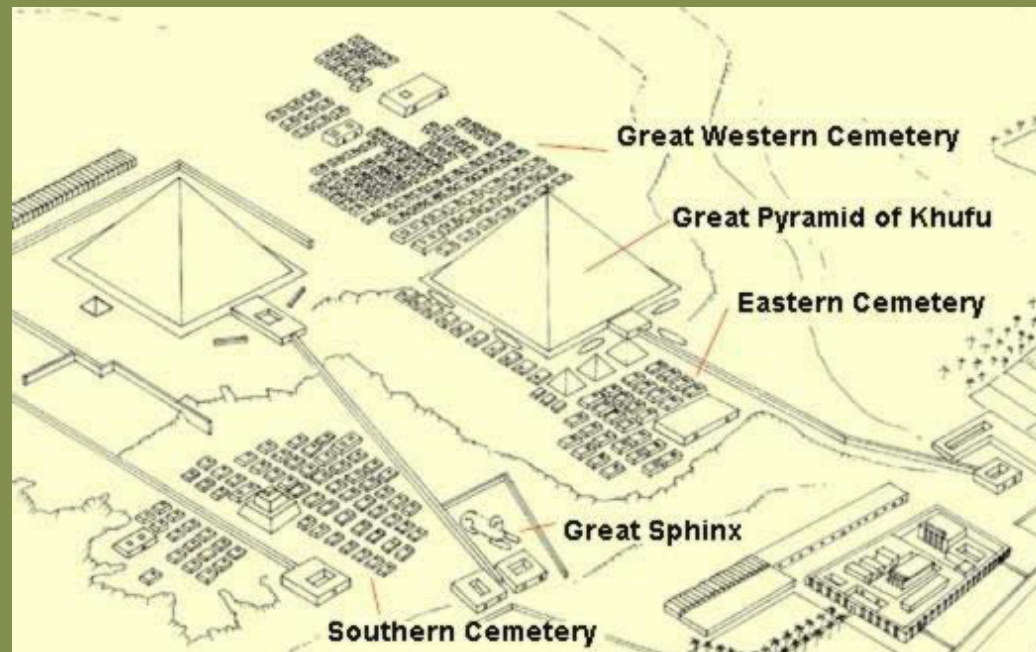 Great Western Cemetery
Great Pyramid of Khufu
Eastern Cemetery
Great Sphinx
Southern Cemetery